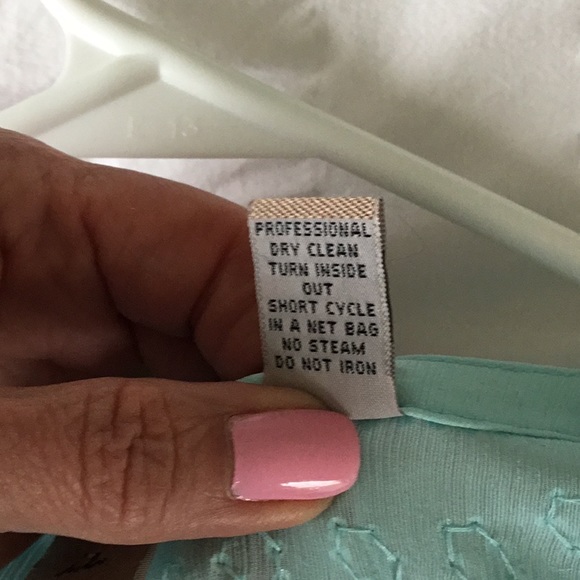 PROFESSIONAL
DRY CLEAN
TURN INSIDE
OUT
SHORT CYCLE
IN A NET BAG
NO STEAM
DO NOT IRON